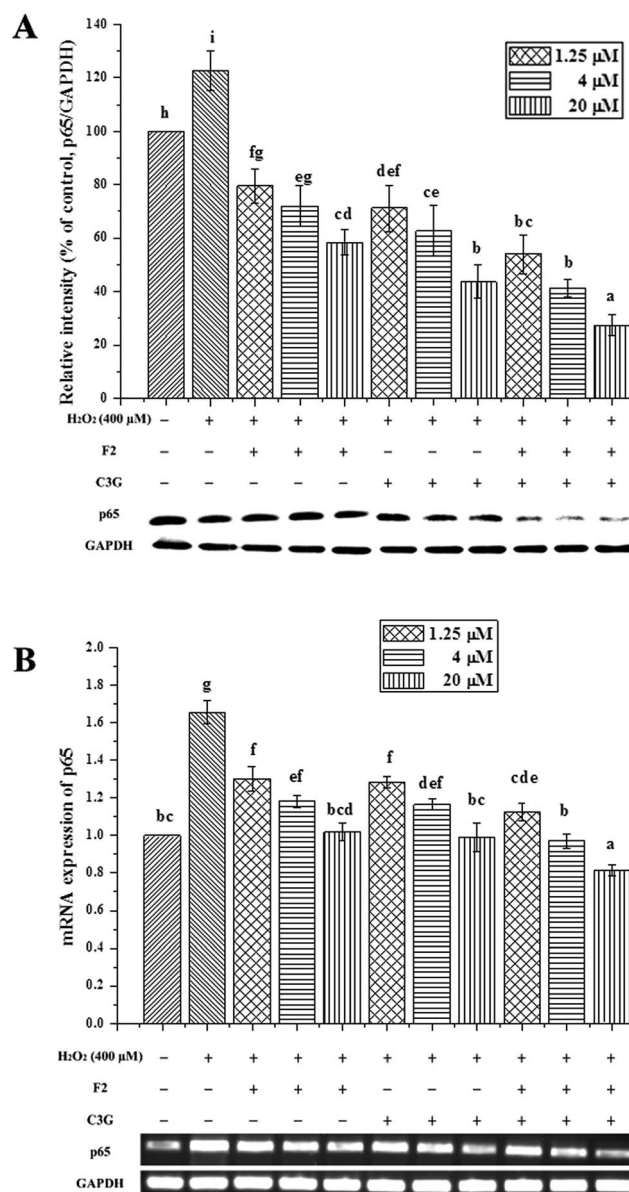 A
Relative intensity (% of control, p65/GAPDH)
140
120
100
80
60
40
20
0
1.25 μM
4 μM
20 μM
h i fg eg cd def ce b bc b a
H₂O₂ (400 μM) − + + + + + + + + + +
F2 − − + + + − − − + + +
C3G − − − − − + + + + + +
p65
GAPDH
B
mRNA expression of p65
2.0
1.8
1.6
1.4
1.2
1.0
0.8
0.6
0.4
0.2
0.0
1.25 μM
4 μM
20 μM
bc g f ef bcd f def bc cde b a
H₂O₂ (400 μM) − + + + + + + + + + +
F2 − − + + + − − − + + +
C3G − − − − − + + + + + +
p65
GAPDH